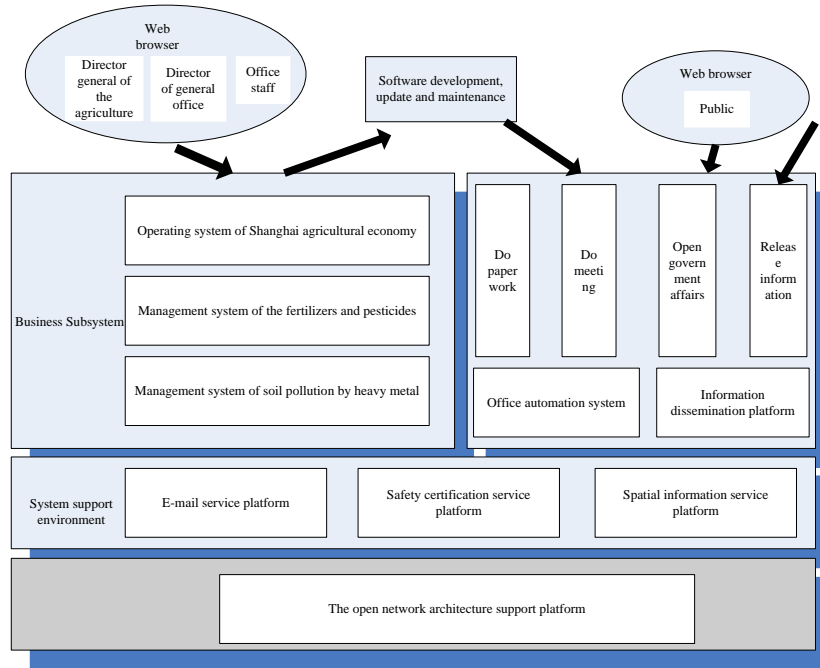 Web
browser
Director
general of
the
agriculture
Director
of general
office
Office
staff
Software development,
update and maintenance
Web browser
Public
Business Subsystem
Operating system of Shanghai agricultural economy
Management system of the fertilizers and pesticides
Management system of soil pollution by heavy metal
Do
paper
work
Do
meeti
ng
Open
govern
ment
affairs
Releas
e
inform
ation
Office automation system
Information
dissemination platform
System support
environment
E-mail service platform
Safety certification service
platform
Spatial information service
platform
The open network architecture support platform